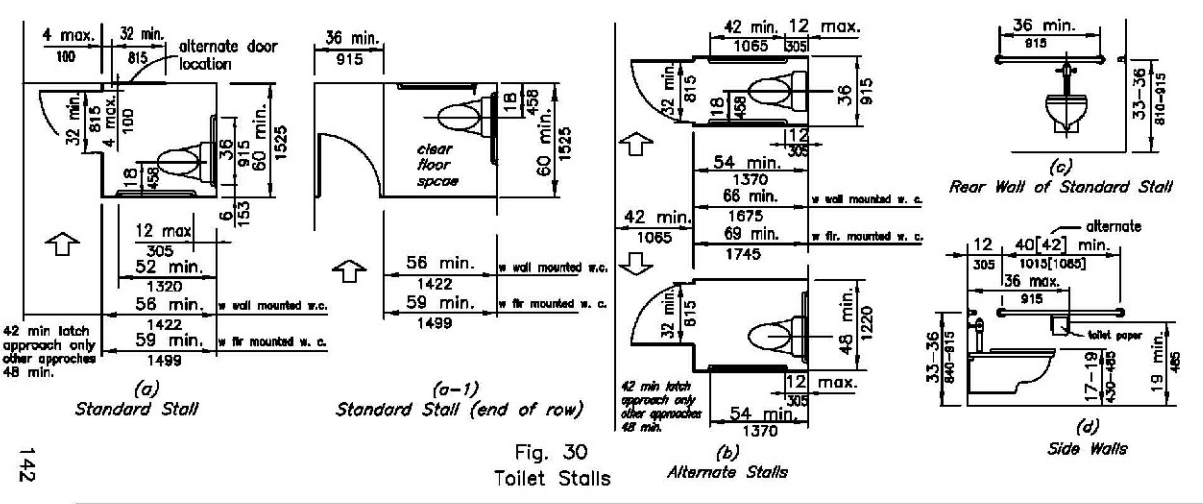 4 max.
100
32 min.
815
alternate door
location
32 min.
815
4 max.
100
18
458
36
915
60 min.
1525
6
153
12 max
305
52 min.
1320
56 min.
1422
w wall mounted w.c.
59 min.
1499
w flr mounted w. c.
42 min latch
approach only
other approches
48 min.
(a)
Standard Stall
36 min.
915
18
458
60 min.
1525
clear
floor
spcae
56 min.
1422
w wall mounted w.c.
59 min.
1499
w flr mounted w. c.
(a-1)
Standard Stall (end of row)
42 min.
1065
12 max.
305
32 min.
815
18
458
36
915
12
305
54 min.
1370
66 min.
1675
w wall mounted w. c.
69 min.
1745
w flr. mounted w. c.
42 min.
1065
32 min.
815
48 min.
1220
42 min latch
approach only
other approaches
48 min.
12 max.
305
54 min.
1370
(b)
Alternate Stalls
36 min.
915
33-36
810-915
(c)
Rear Wall of Standard Stall
alternate
12
305
40[42] min.
1015[1065]
36 max.
915
toilet paper
33-36
840-915
17-19
430-485
19 min.
485
(d)
Side Walls
Fig. 30
Toilet Stalls
142